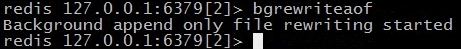 redis 127.0.0.1:6379[2]> bgrewriteaof
Background append only file rewriting started
redis 127.0.0.1:6379[2]>